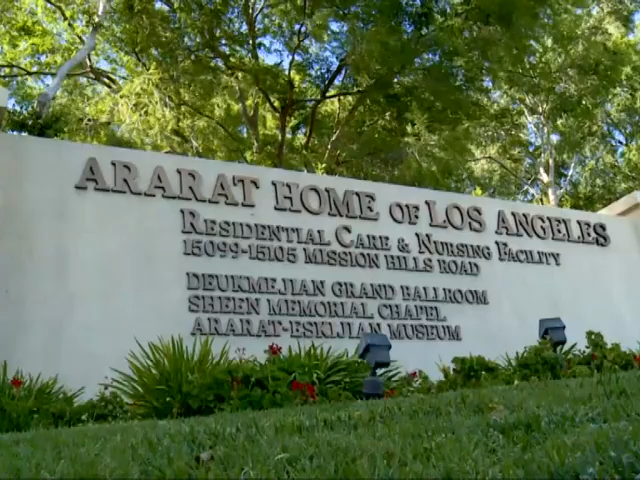 ARARAT HOME OF LOS ANGELES
RESIDENTIAL CARE & NURSING FACILITY
15099-15105 MISSION HILLS ROAD
DEUKMEJIAN GRAND BALLROOM
SHEEN MEMORIAL CHAPEL
ARARAT-ESKIJIAN MUSEUM